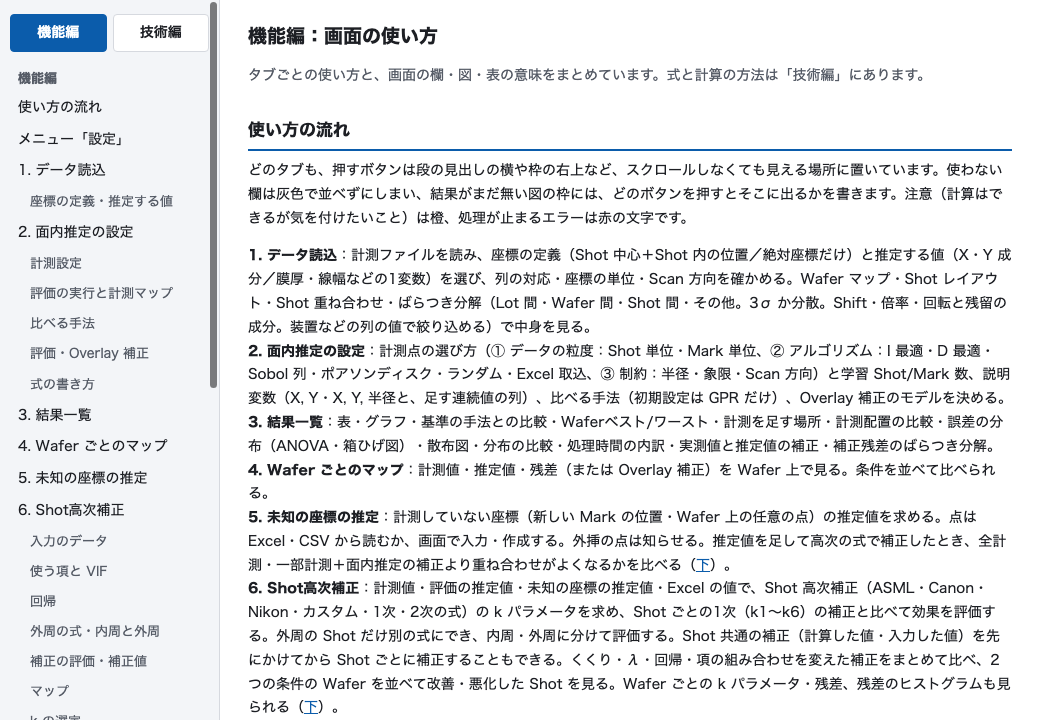 機能編
技術編
機能編
使い方の流れ
メニュー「設定」
1. データ読込
座標の定義・推定する値
2. 面内推定の設定
計測設定
評価の実行と計測マップ
比べる手法
評価・Overlay 補正
式の書き方
3. 結果一覧
4. Wafer ごとのマップ
5. 未知の座標の推定
6. Shot高次補正
入力のデータ
使う項と VIF
回帰
外周の式・内周と外周
補正の評価・補正値
マップ
機能編：画面の使い方
タブごとの使い方と、画面の欄・図・表の意味をまとめています。式と計算の方法は「技術編」にあります。
使い方の流れ
どのタブも、押すボタンは段の見出しの横や枠の右上など、スクロールしなくても見える場所に置いています。使わない
欄は灰色で並べずにしまい、結果がまだ無い図の枠には、どのボタンを押すとそこに出るかを書きます。注意（計算はで
きるが気を付けたいこと）は橙、処理が止まるエラーは赤の文字です。
1. データ読込：計測ファイルを読み、座標の定義（Shot 中心＋Shot 内の位置／絶対座標だけ）と推定する値（X・Y 成
分／膜厚・線幅などの1変数）を選び、列の対応・座標の単位・Scan 方向を確かめる。Wafer マップ・Shot レイアウ
ト・Shot 重ね合わせ・ばらつき分解（Lot 間・Wafer 間・Shot 間・その他。3σ か分散。Shift・倍率・回転と残留の
成分。装置などの列の値で絞り込める）で中身を見る。
2. 面内推定の設定：計測点の選び方（① データの粒度：Shot 単位・Mark 単位、② アルゴリズム：I 最適・D 最適・
Sobol 列・ポアソンディスク・ランダム・Excel 取込、③ 制約：半径・象限・Scan 方向）と学習 Shot/Mark 数、説明
変数（X, Y・X, Y, 半径と、足す連続値の列）、比べる手法（初期設定は GPR だけ）、Overlay 補正のモデルを決める。
3. 結果一覧：表・グラフ・基準の手法との比較・Waferベスト/ワースト・計測を足す場所・計測配置の比較・誤差の分
布（ANOVA・箱ひげ図）・散布図・分布の比較・処理時間の内訳・実測値と推定値の補正・補正残差のばらつき分解。
4. Wafer ごとのマップ：計測値・推定値・残差（または Overlay 補正）を Wafer 上で見る。条件を並べて比べられ
る。
5. 未知の座標の推定：計測していない座標（新しい Mark の位置・Wafer 上の任意の点）の推定値を求める。点は
Excel・CSV から読むか、画面で入力・作成する。外挿の点は知らせる。推定値を足して高次の式で補正したとき、全計
測・一部計測＋面内推定の補正より重ね合わせがよくなるかを比べる（下）。
6. Shot高次補正：計測値・評価の推定値・未知の座標の推定値・Excel の値で、Shot 高次補正（ASML・Canon・
Nikon・カスタム・1次・2次の式）の k パラメータを求め、Shot ごとの1次（k1〜k6）の補正と比べて効果を評価す
る。外周の Shot だけ別の式にでき、内周・外周に分けて評価する。Shot 共通の補正（計算した値・入力した値）を先
にかけてから Shot ごとに補正することもできる。くくり・λ・回帰・項の組み合わせを変えた補正をまとめて比べ、2
つの条件の Wafer を並べて改善・悪化した Shot を見る。Wafer ごとの k パラメータ・残差、残差のヒストグラムも見
られる（下）。